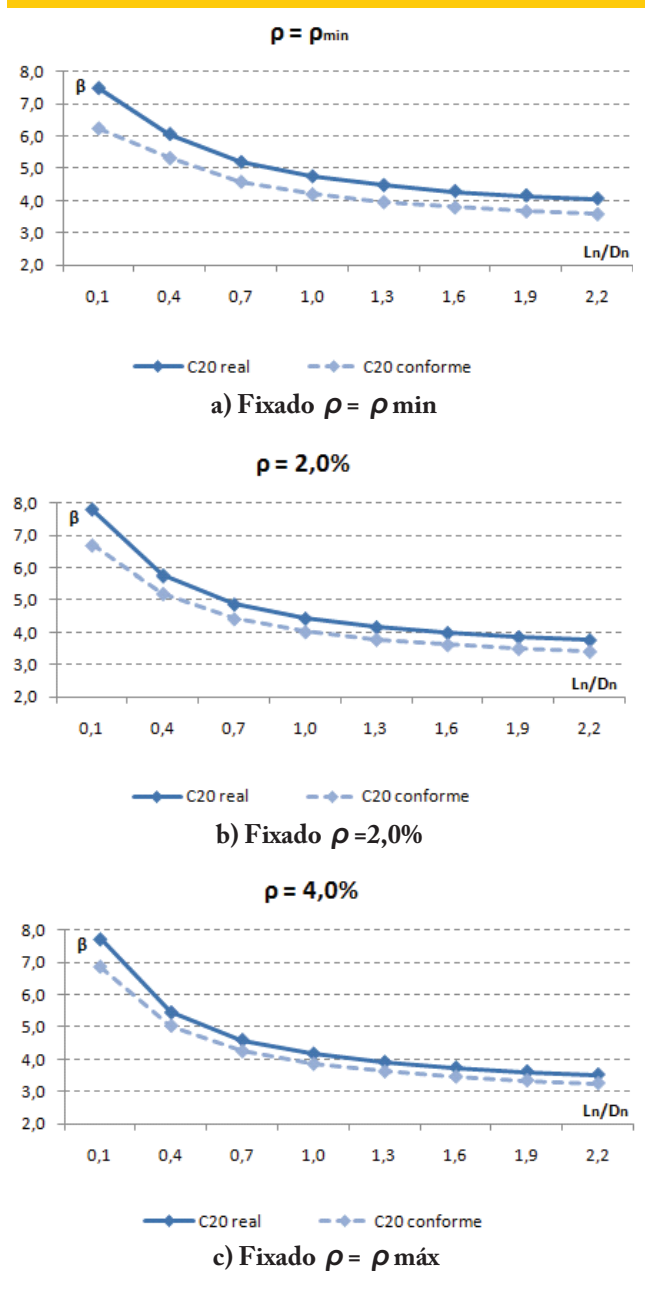 ρ = ρmin
8,0
β
7,0
6,0
5,0
4,0
3,0
Ln/Dn
2,0
0,1 0,4 0,7 1,0 1,3 1,6 1,9 2,2
C20 real C20 conforme
a) Fixado ρ = ρ min
ρ = 2,0%
8,0
β
7,0
6,0
5,0
4,0
3,0
Ln/Dn
2,0
0,1 0,4 0,7 1,0 1,3 1,6 1,9 2,2
C20 real C20 conforme
b) Fixado ρ =2,0%
ρ = 4,0%
8,0
β
7,0
6,0
5,0
4,0
3,0
Ln/Dn
2,0
0,1 0,4 0,7 1,0 1,3 1,6 1,9 2,2
C20 real C20 conforme
c) Fixado ρ = ρ máx